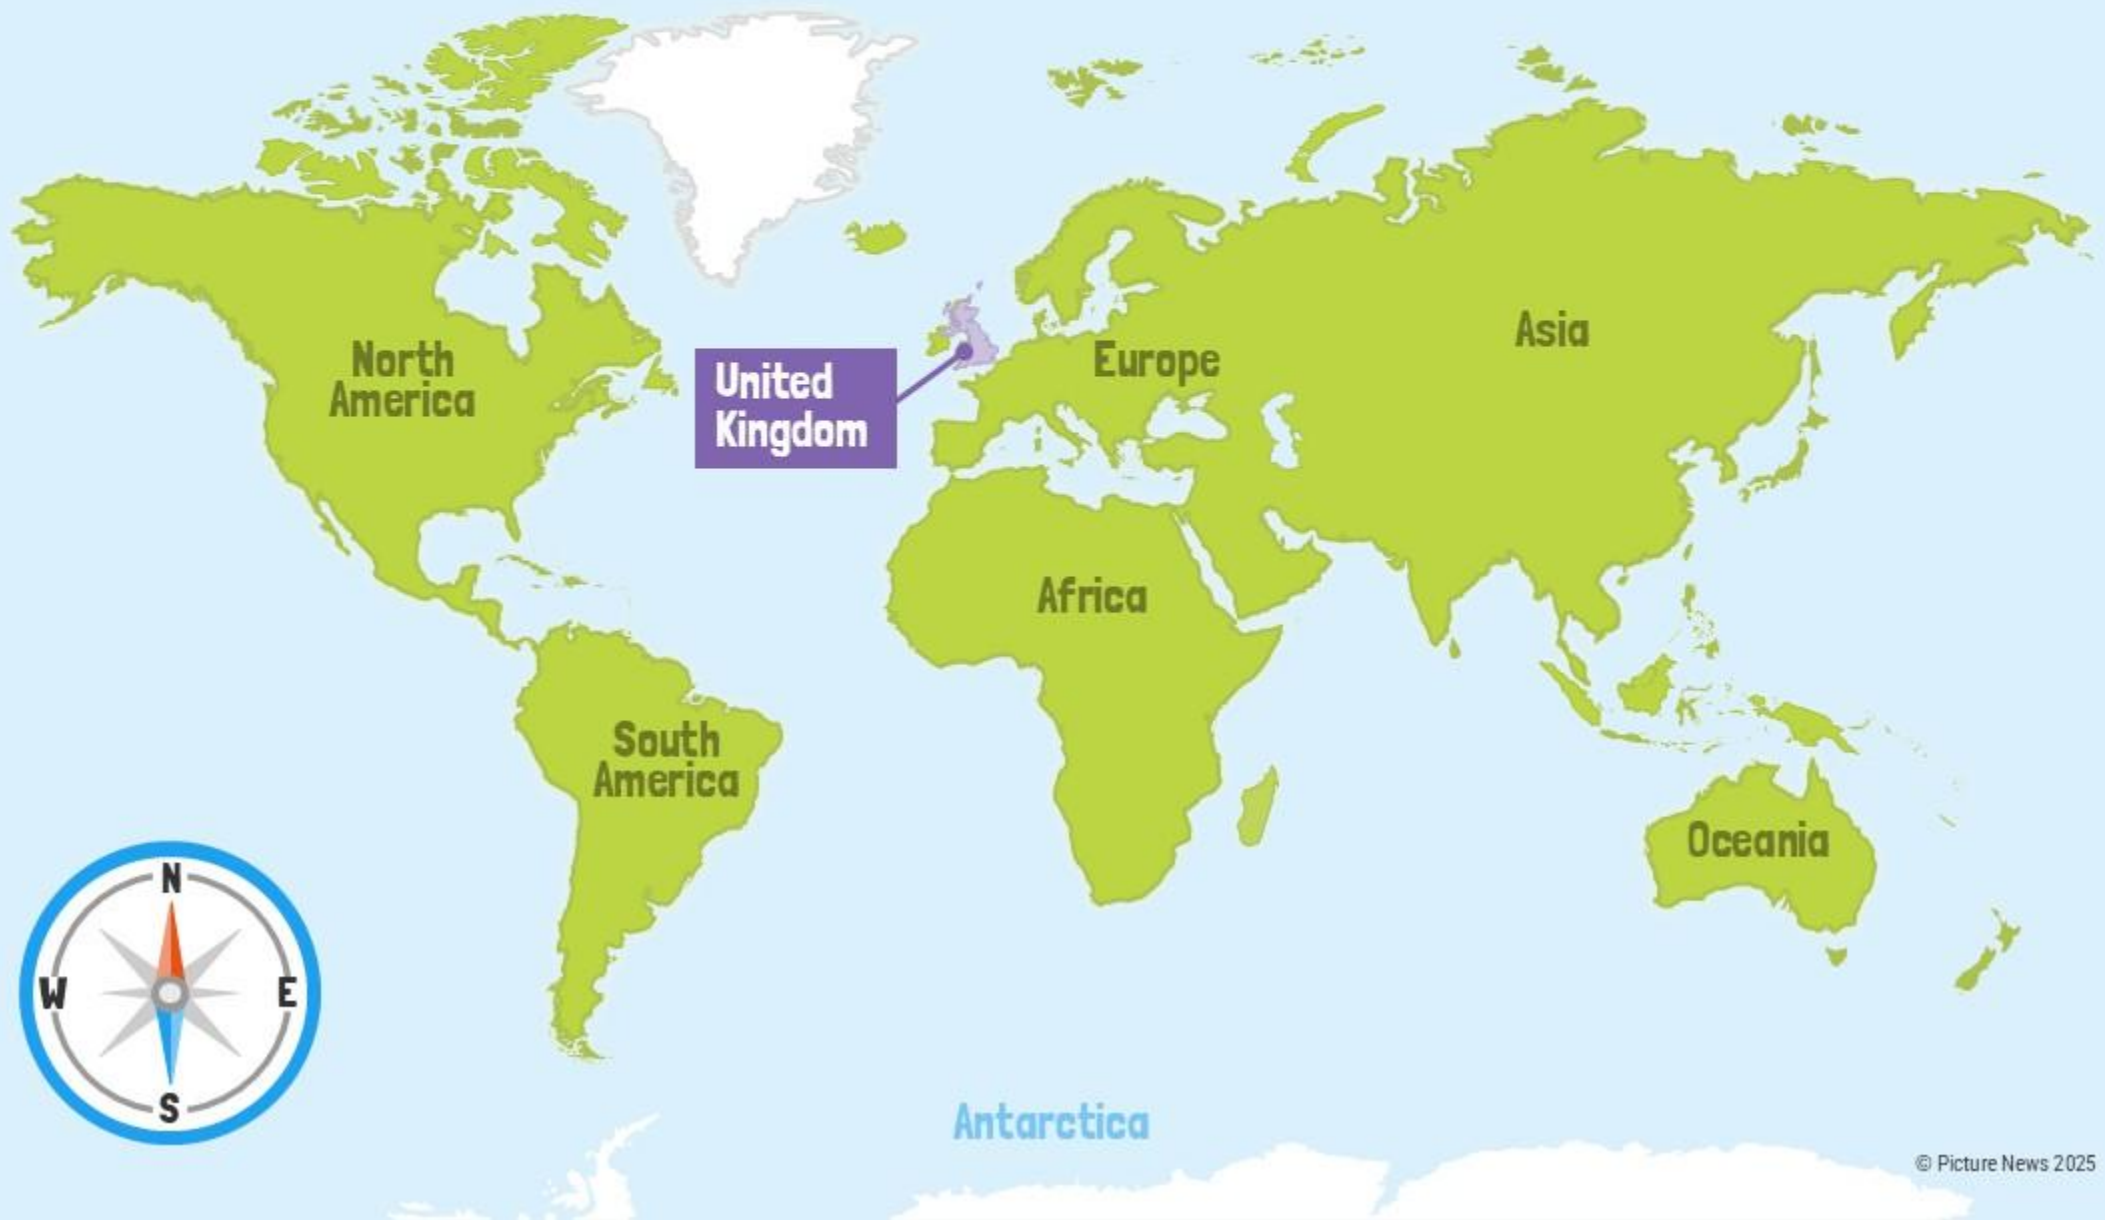 North
America
United
Kingdom
Europe
Asia
Africa
South
America
Oceania
N
W
E
S
Antarctica
© Picture News 2025